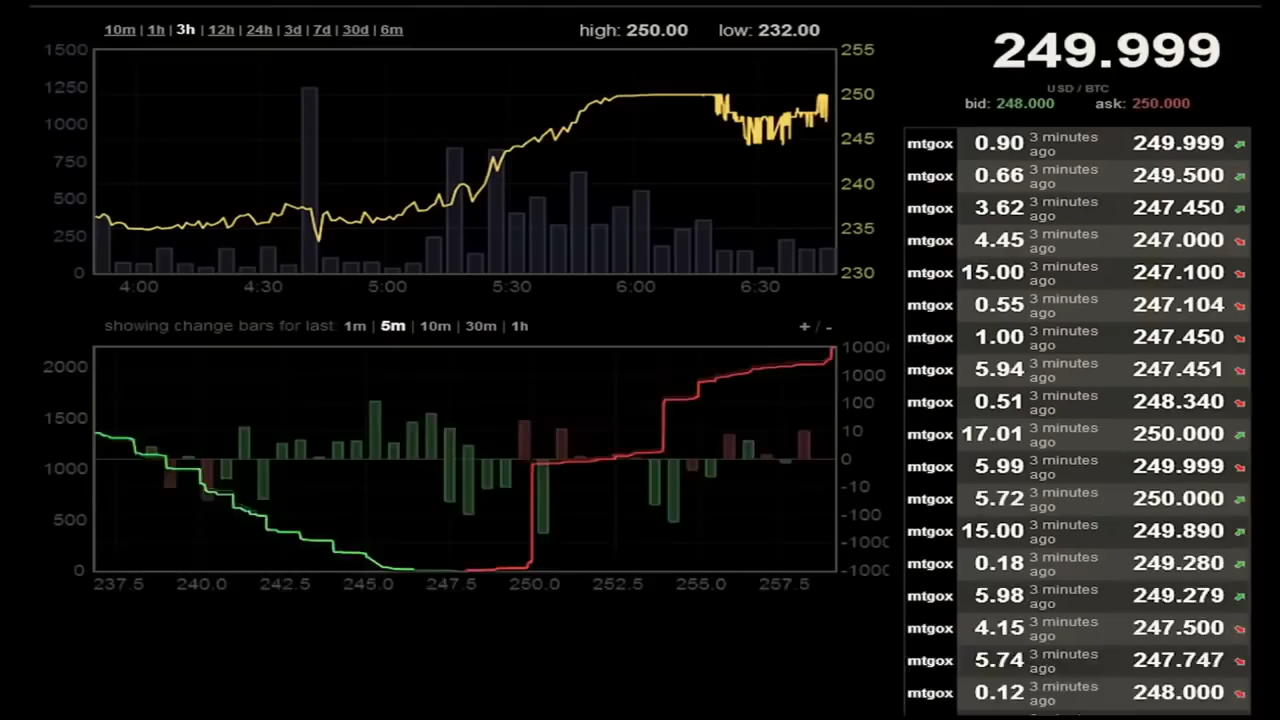 10m | 1h | 3h | 12h | 24h | 3d | 7d | 30d | 6m
high: 250.00 low: 232.00
1500
1250
1000
750
500
250
0
255
250
245
240
235
230
4:00 4:30 5:00 5:30 6:00 6:30
showing change bars for last: 1m | 5m | 10m | 30m | 1h
+ / -
2000
1500
1000
500
0
1000
100
10
0
-10
-100
-1000
237.5 240.0 242.5 245.0 247.5 250.0 252.5 255.0 257.5
249.999
USD / BTC
bid: 248.000 ask: 250.000
mtgox 0.90 3 minutes ago 249.999
mtgox 0.66 3 minutes ago 249.500
mtgox 3.62 3 minutes ago 247.450
mtgox 4.45 3 minutes ago 247.000
mtgox 15.00 3 minutes ago 247.100
mtgox 0.55 3 minutes ago 247.104
mtgox 1.00 3 minutes ago 247.450
mtgox 5.94 3 minutes ago 247.451
mtgox 0.51 3 minutes ago 248.340
mtgox 17.01 3 minutes ago 250.000
mtgox 5.99 3 minutes ago 249.999
mtgox 5.72 3 minutes ago 250.000
mtgox 15.00 3 minutes ago 249.890
mtgox 0.18 3 minutes ago 249.280
mtgox 5.98 3 minutes ago 249.279
mtgox 4.15 3 minutes ago 247.500
mtgox 5.74 3 minutes ago 247.747
mtgox 0.12 3 minutes ago 248.000